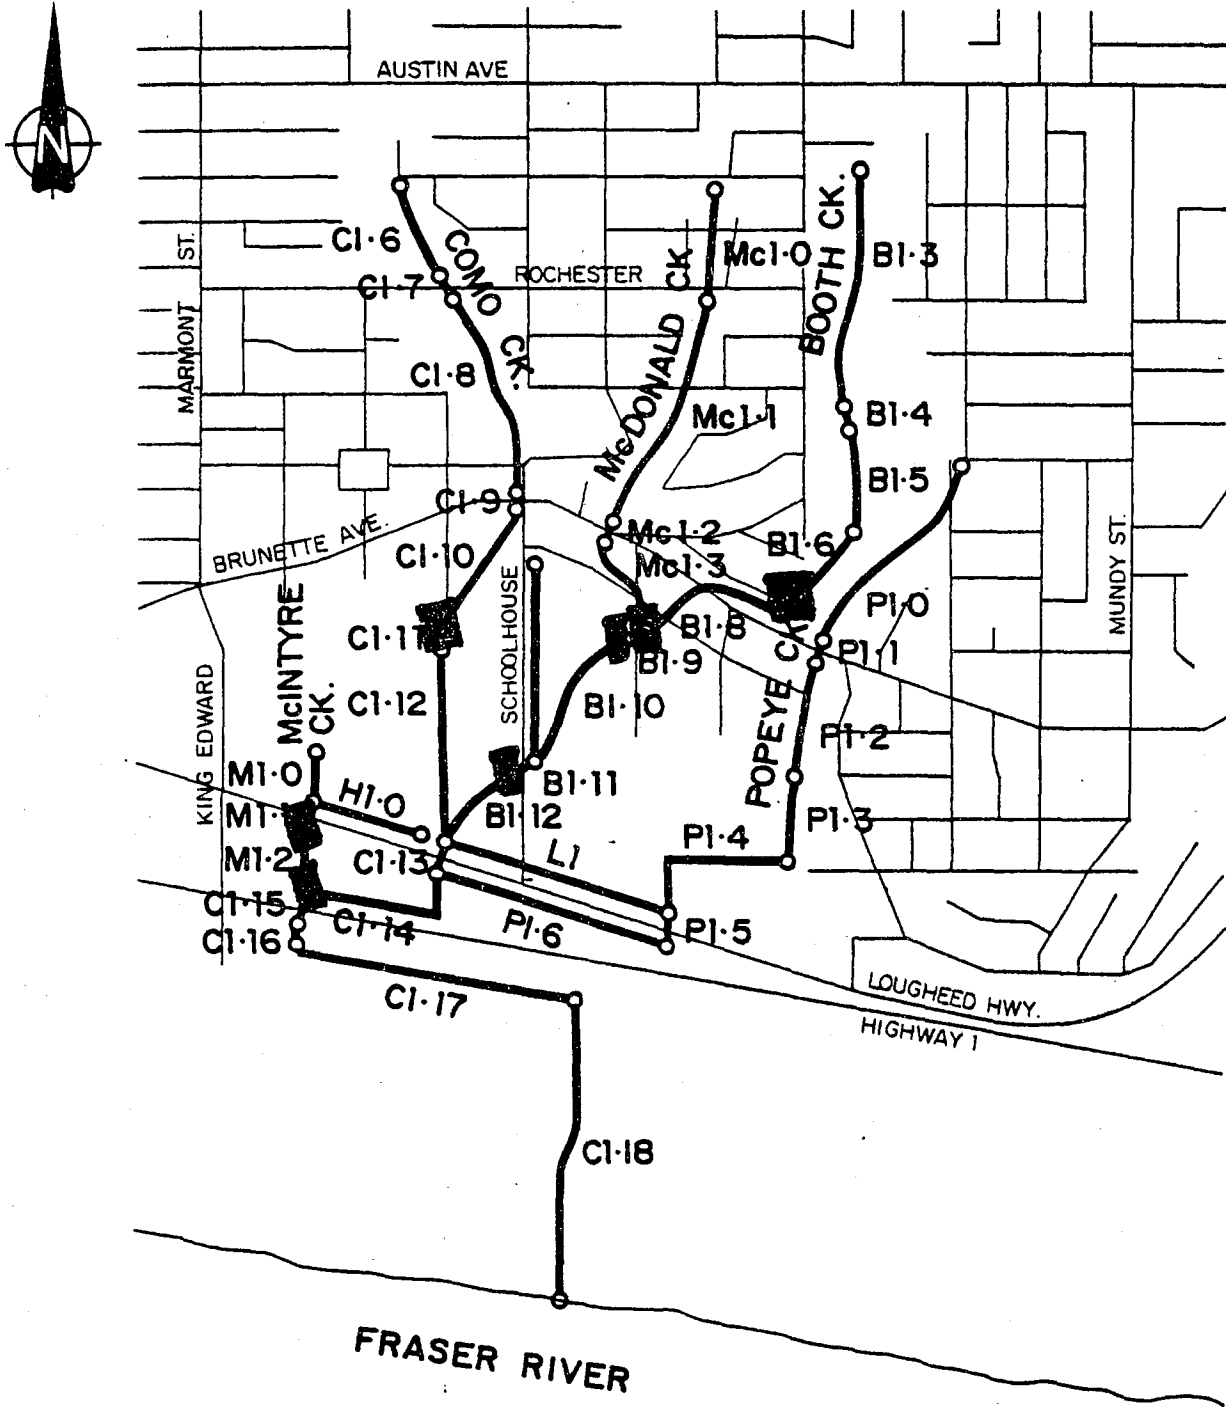 N
AUSTIN AVE
MARMONT ST.
C1·6
COMO CK.
C1·7
ROCHESTER
McDONALD CK
Mc1·0
BOOTH CK.
B1·3
C1·8
Mc1·1
B1·4
B1·5
C1·9
BRUNETTE AVE.
C1·10
Mc1·2
Mc1·3
B1·6
MUNDY ST.
McINTYRE CK.
SCHOOLHOUSE
C1·11
B1·8
B1·9
P1·0
P1·1
KING EDWARD
C1·12
B1·10
POPEYE CK.
P1·2
M1·0
H1·0
B1·11
M1·
B1·12
P1·3
M1·2
C1·13
L1
P1·4
C1·15
C1·14
P1·6
P1·5
C1·16
C1·17
LOUGHEED HWY.
HIGHWAY 1
C1·18
FRASER RIVER